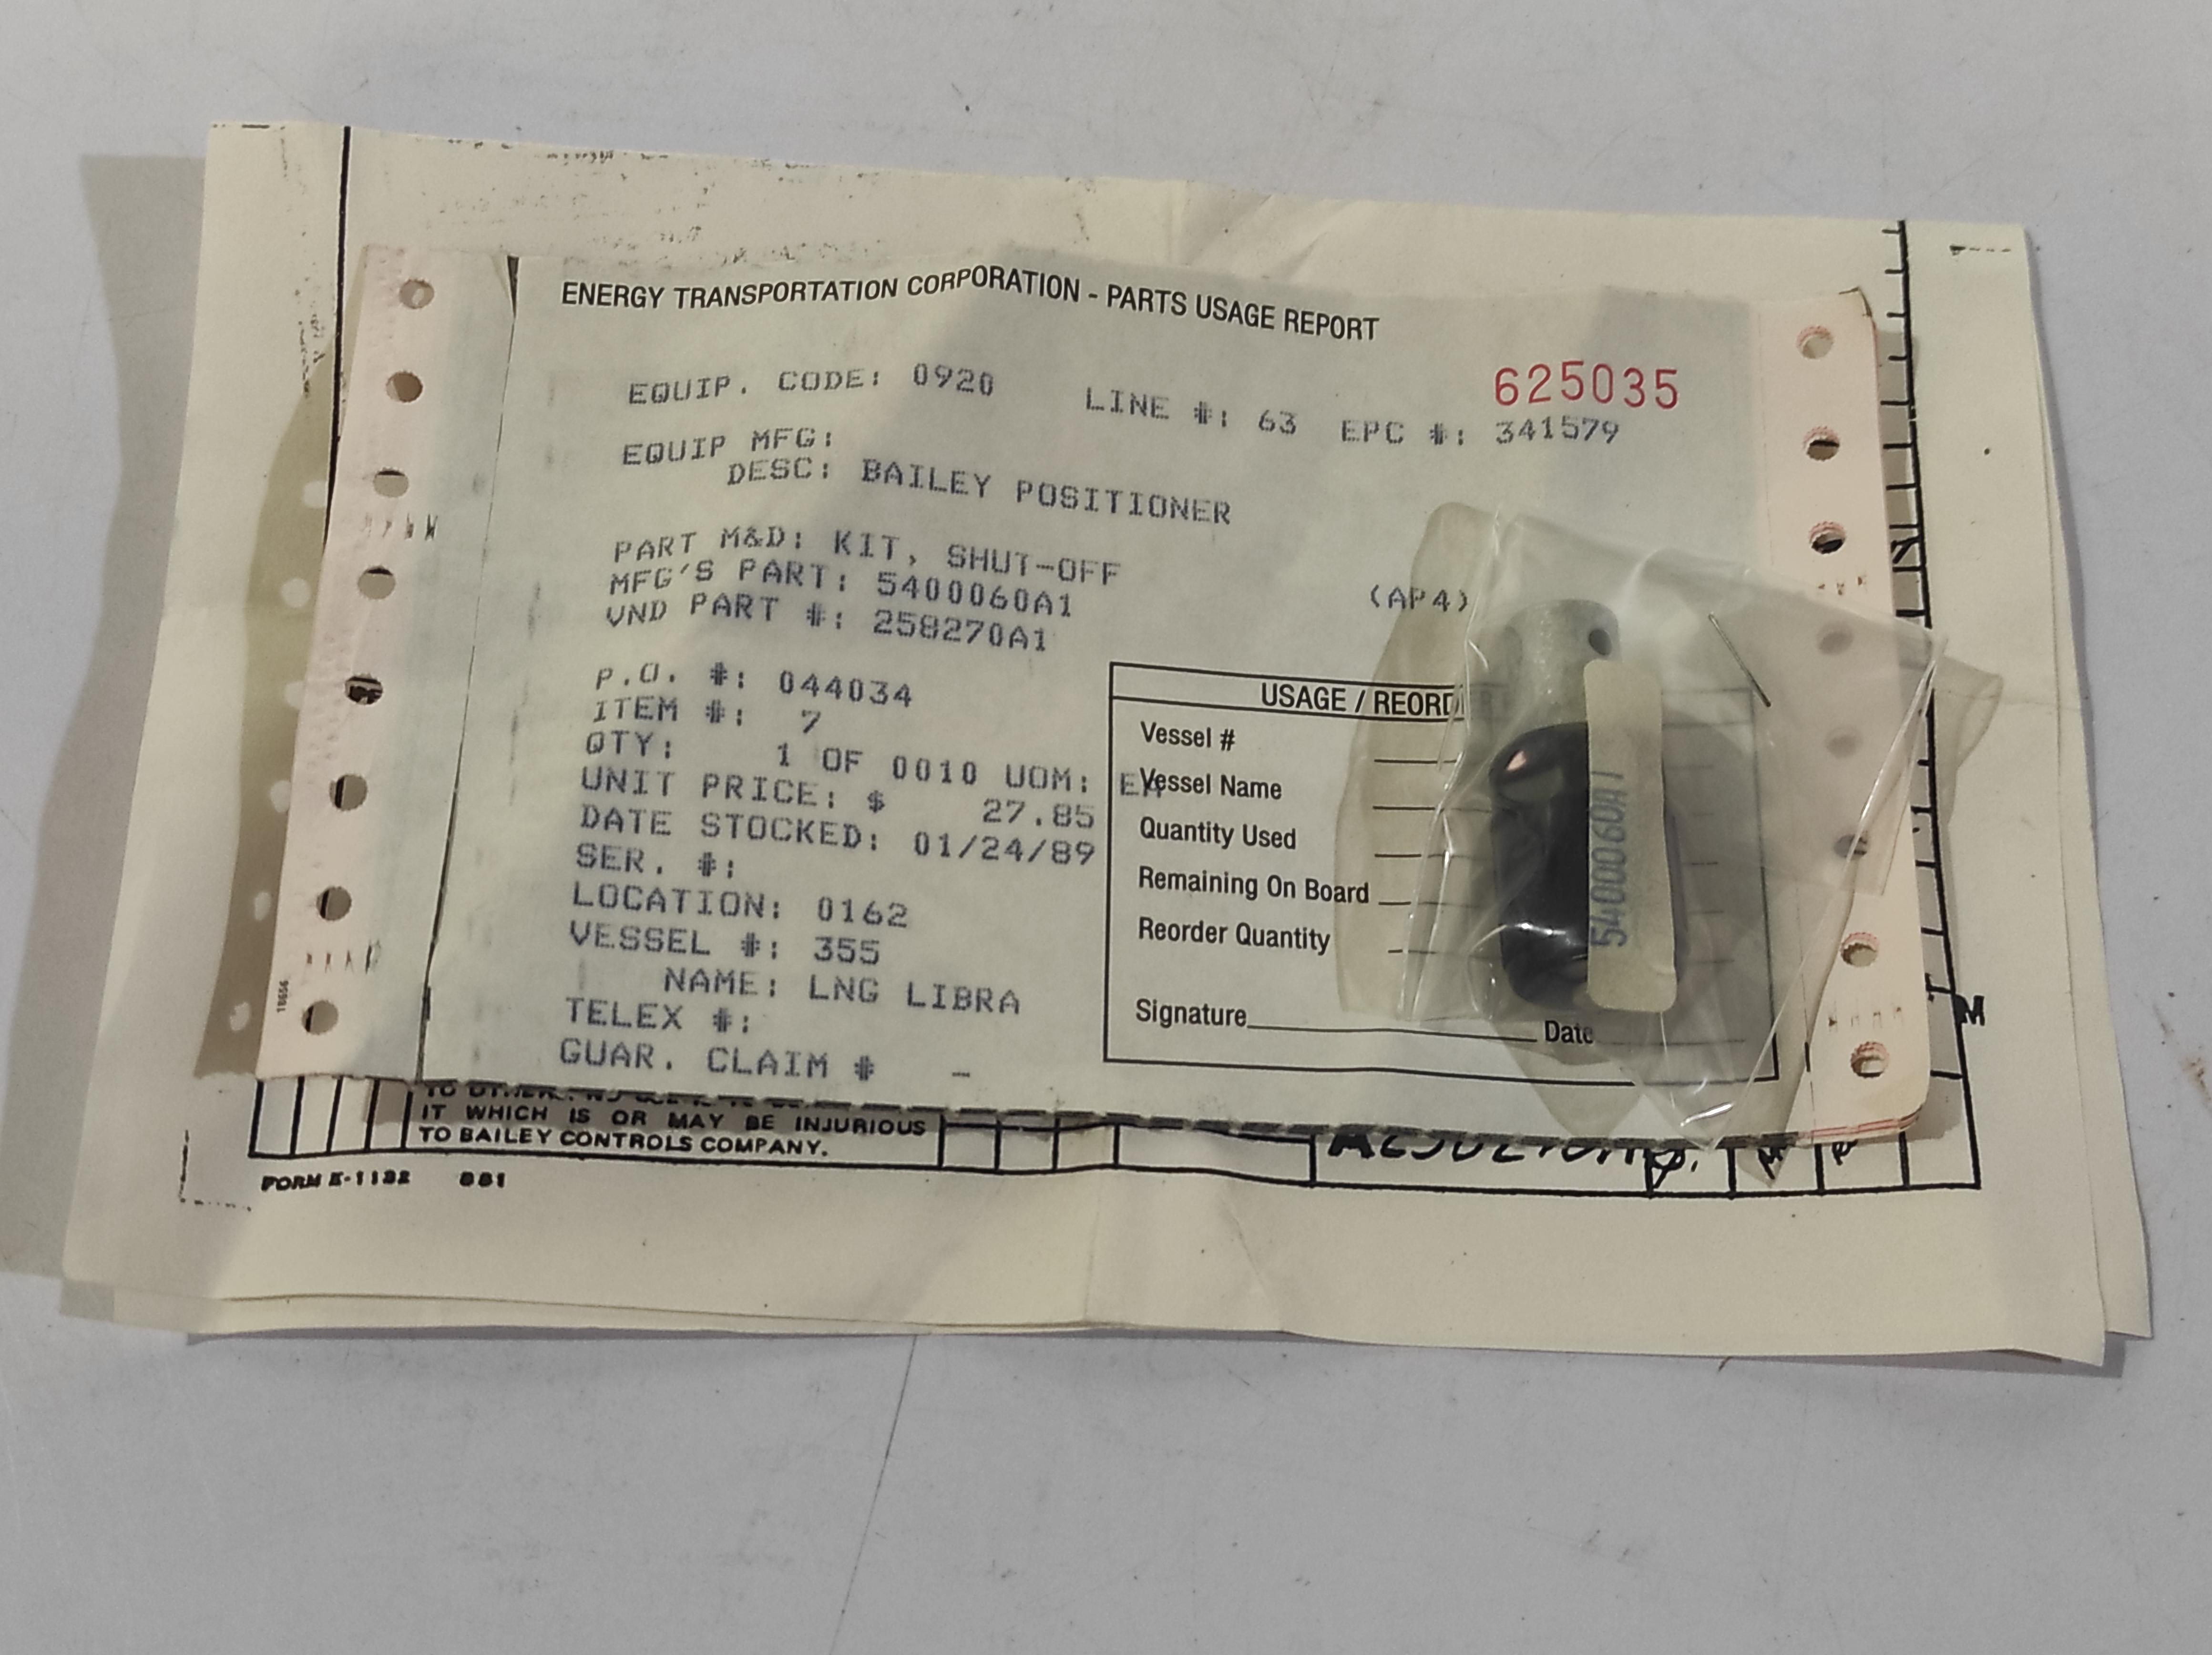 ENERGY TRANSPORTATION CORPORATION - PARTS USAGE REPORT
625035
EQUIP. CODE: 0920 LINE #: 63 EPC #: 341579
EQUIP MFG:
DESC: BAILEY POSITIONER
PART M&D: KIT, SHUT-OFF
MFG'S PART: 5400060A1 (AP4)
VND PART #: 258270A1
P.O. #: 044034
ITEM #: 7
QTY: 1 OF 0010 UOM: EA
UNIT PRICE: $ 27.85
DATE STOCKED: 01/24/89
SER. #:
LOCATION: 0162
VESSEL #: 355
NAME: LNG LIBRA
TELEX #:
GUAR. CLAIM # -
USAGE / REORD
Vessel #
Vessel Name
Quantity Used
Remaining On Board
Reorder Quantity
Signature Date
5400060A1
18656
M
IT WHICH IS OR MAY BE INJURIOUS
TO BAILEY CONTROLS COMPANY.
FORM E-1132 881